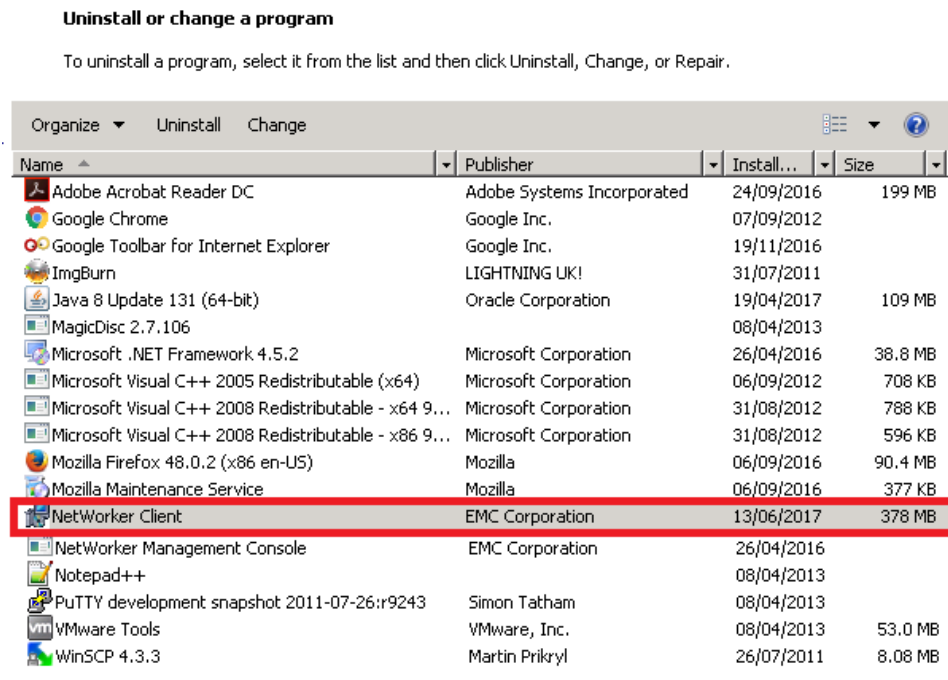 Uninstall or change a program
To uninstall a program, select it from the list and then click Uninstall, Change, or Repair.
Organize Uninstall Change
Name Publisher Install... Size
Adobe Acrobat Reader DC Adobe Systems Incorporated 24/09/2016 199 MB
Google Chrome Google Inc. 07/09/2012
Google Toolbar for Internet Explorer Google Inc. 19/11/2016
ImgBurn LIGHTNING UK! 31/07/2011
Java 8 Update 131 (64-bit) Oracle Corporation 19/04/2017 109 MB
MagicDisc 2.7.106 08/04/2013
Microsoft .NET Framework 4.5.2 Microsoft Corporation 26/04/2016 38.8 MB
Microsoft Visual C++ 2005 Redistributable (x64) Microsoft Corporation 06/09/2012 708 KB
Microsoft Visual C++ 2008 Redistributable - x64 9... Microsoft Corporation 31/08/2012 788 KB
Microsoft Visual C++ 2008 Redistributable - x86 9... Microsoft Corporation 31/08/2012 596 KB
Mozilla Firefox 48.0.2 (x86 en-US) Mozilla 06/09/2016 90.4 MB
Mozilla Maintenance Service Mozilla 06/09/2016 377 KB
NetWorker Client EMC Corporation 13/06/2017 378 MB
NetWorker Management Console EMC Corporation 26/04/2016
Notepad++ 08/04/2013
PuTTY development snapshot 2011-07-26:r9243 Simon Tatham 08/04/2013
vm VMware Tools VMware, Inc. 08/04/2013 53.0 MB
WinSCP 4.3.3 Martin Prikryl 26/07/2011 8.08 MB